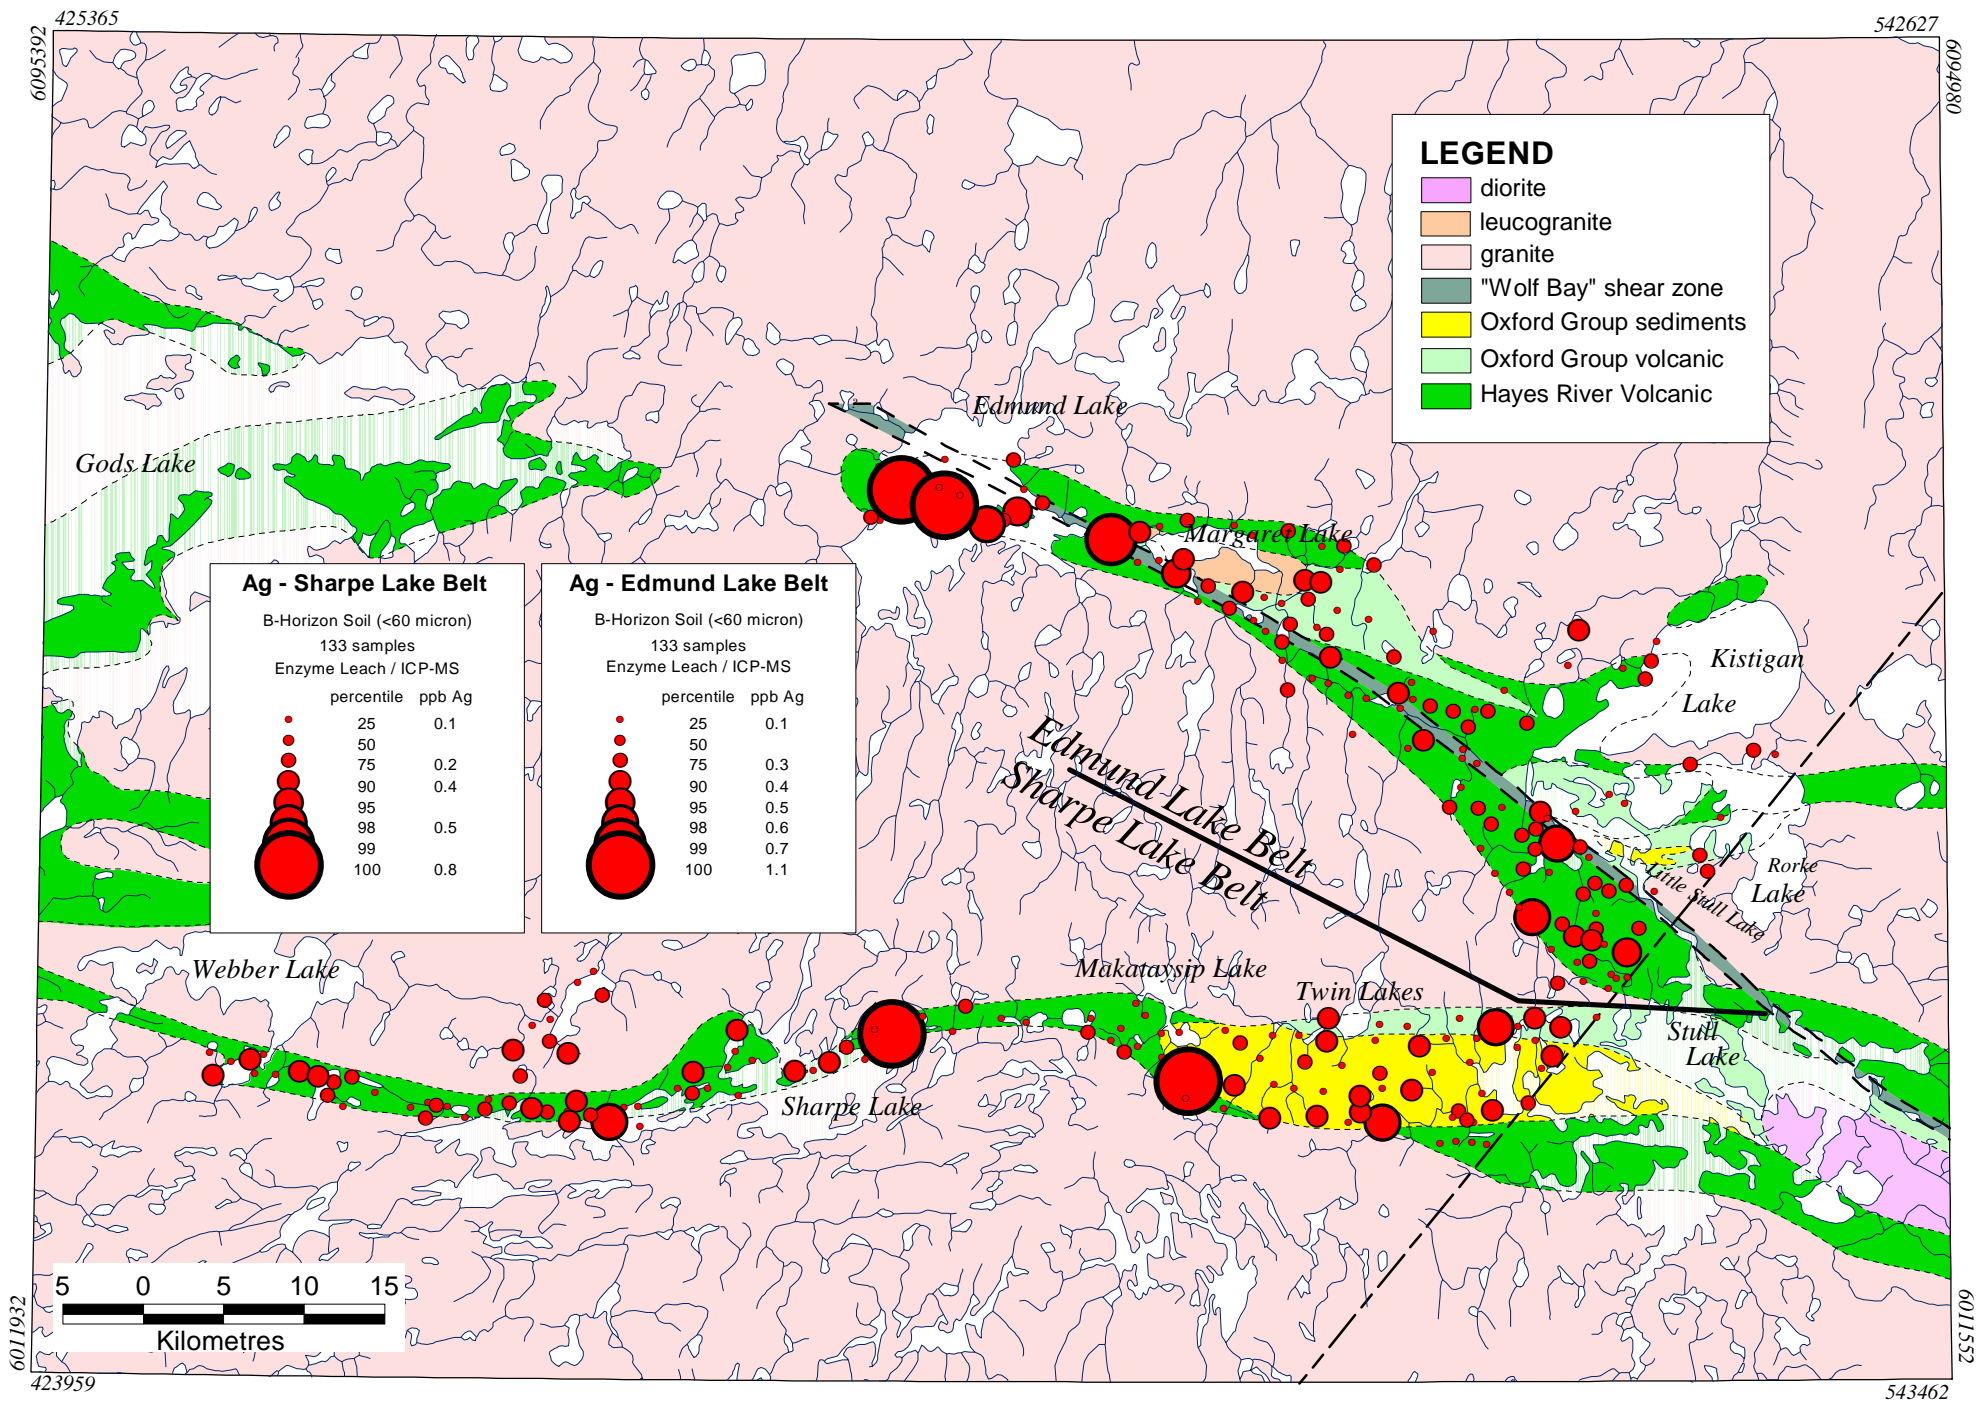 425365
542627
6095392
6094980
LEGEND
diorite
leucogranite
granite
"Wolf Bay" shear zone
Oxford Group sediments
Oxford Group volcanic
Hayes River Volcanic
Edmund Lake
Gods Lake
Margaret Lake
Kistigan
Lake
Ag - Sharpe Lake Belt
B-Horizon Soil (<60 micron)
133 samples
Enzyme Leach / ICP-MS
percentile ppb Ag
25 0.1
50
75 0.2
90 0.4
95
98 0.5
99
100 0.8
Ag - Edmund Lake Belt
B-Horizon Soil (<60 micron)
133 samples
Enzyme Leach / ICP-MS
percentile ppb Ag
25 0.1
50
75 0.3
90 0.4
95 0.5
98 0.6
99 0.7
100 1.1
Edmund Lake Belt
Sharpe Lake Belt
Rorke
Lake
Little Stull Lake
Webber Lake
Makataysip Lake
Twin Lakes
Stull
Lake
Sharpe Lake
5 0 5 10 15
Kilometres
6011932
6011552
423959
543462